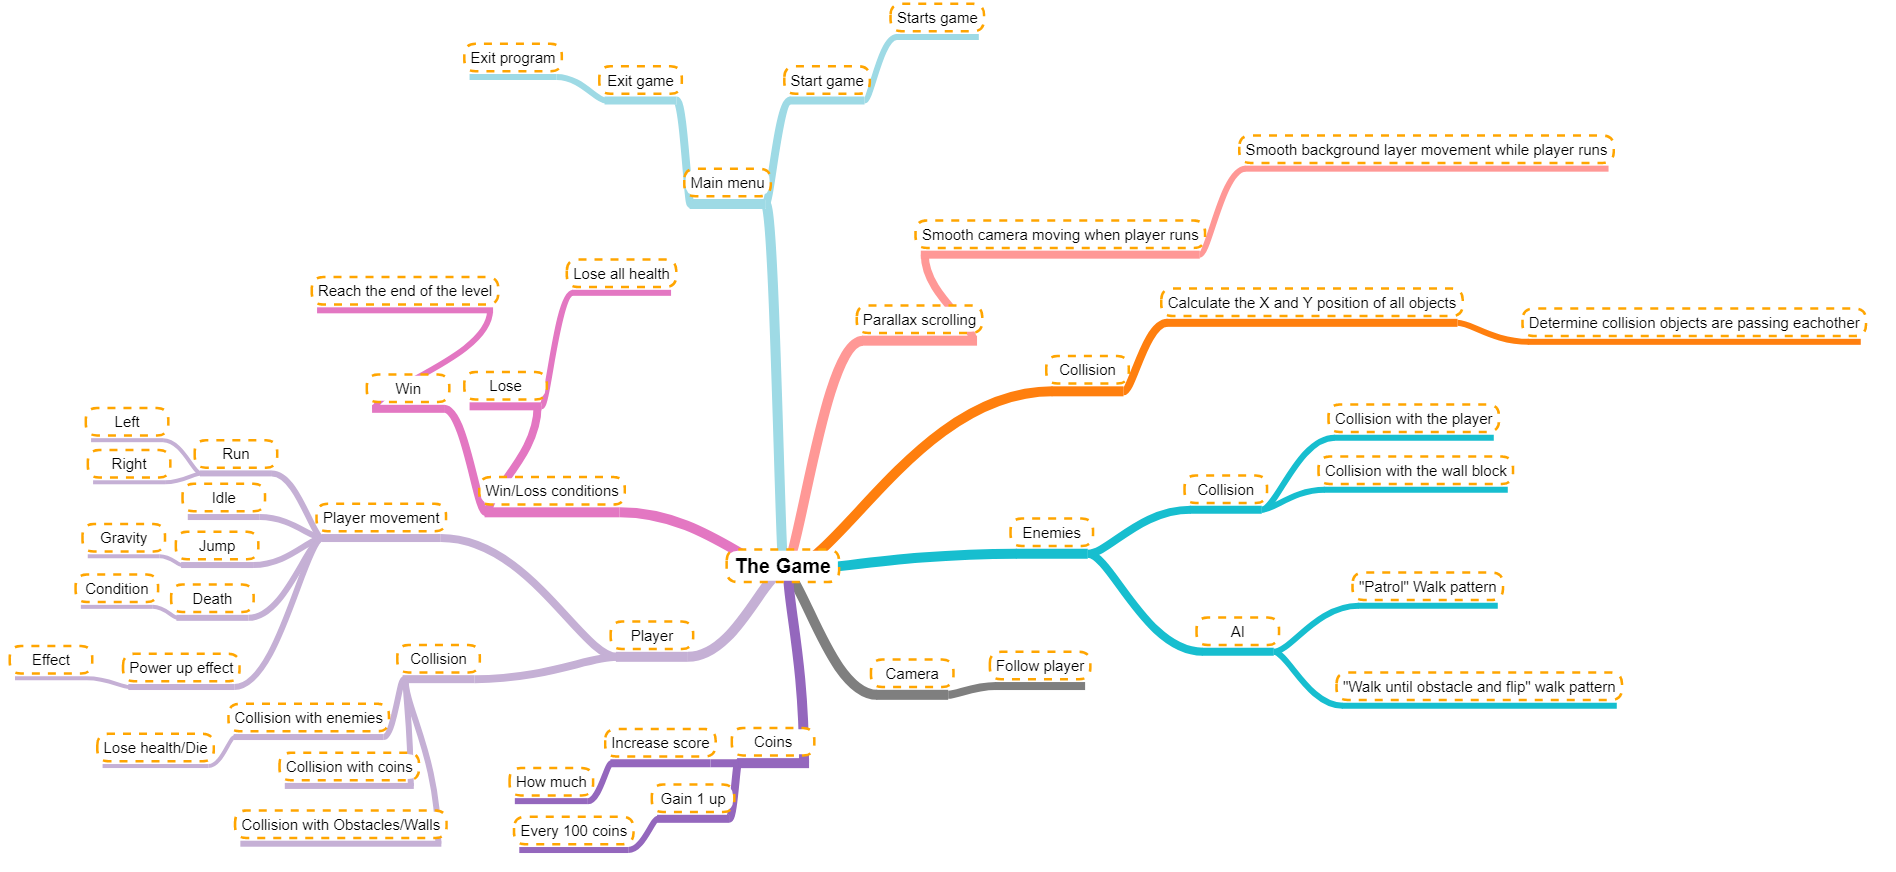 Starts game
Exit program
Exit game
Start game
Smooth background layer movement while player runs
Main menu
Smooth camera moving when player runs
Lose all health
Reach the end of the level
Calculate the X and Y position of all objects
Parallax scrolling
Determine collision objects are passing eachother
Collision
Win
Lose
Left
Collision with the player
Run
Right
Collision with the wall block
Idle
Win/Loss conditions
Collision
Player movement
Gravity
Jump
Enemies
The Game
Condition
Death
"Patrol" Walk pattern
Player
AI
Effect
Power up effect
Collision
Camera
Follow player
"Walk until obstacle and flip" walk pattern
Collision with enemies
Lose health/Die
Increase score
Coins
Collision with coins
How much
Gain 1 up
Collision with Obstacles/Walls
Every 100 coins